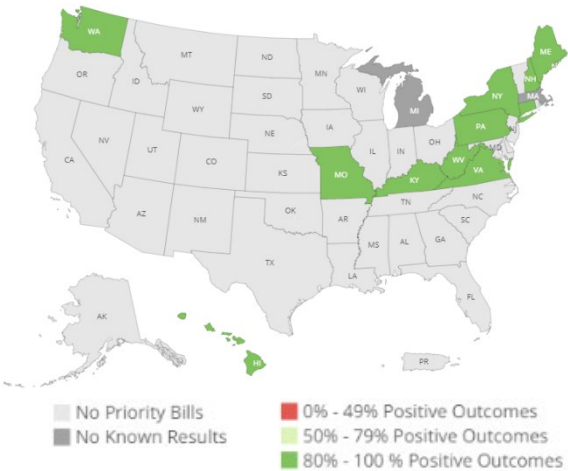 WA
MT
ND
MN
OR
ID
WY
SD
WI
MI
NY
ME
NH
MA
NV
UT
CO
NE
IA
IL
IN
OH
PA
NJ
MD
CA
KS
MO
KY
WV
VA
AZ
NM
OK
AR
TN
NC
SC
TX
LA
MS
AL
GA
FL
AK
HI
PR
No Priority Bills
No Known Results
0% - 49% Positive Outcomes
50% - 79% Positive Outcomes
80% - 100 % Positive Outcomes